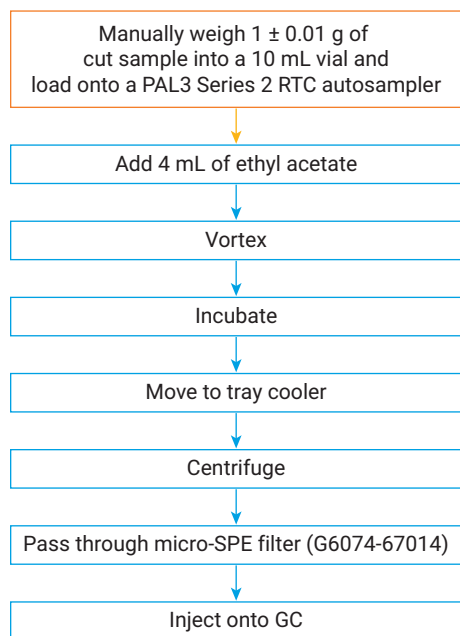 Manually weigh 1 ± 0.01 g of
cut sample into a 10 mL vial and
load onto a PAL3 Series 2 RTC autosampler
Add 4 mL of ethyl acetate
Vortex
Incubate
Move to tray cooler
Centrifuge
Pass through micro-SPE filter (G6074-67014)
Inject onto GC